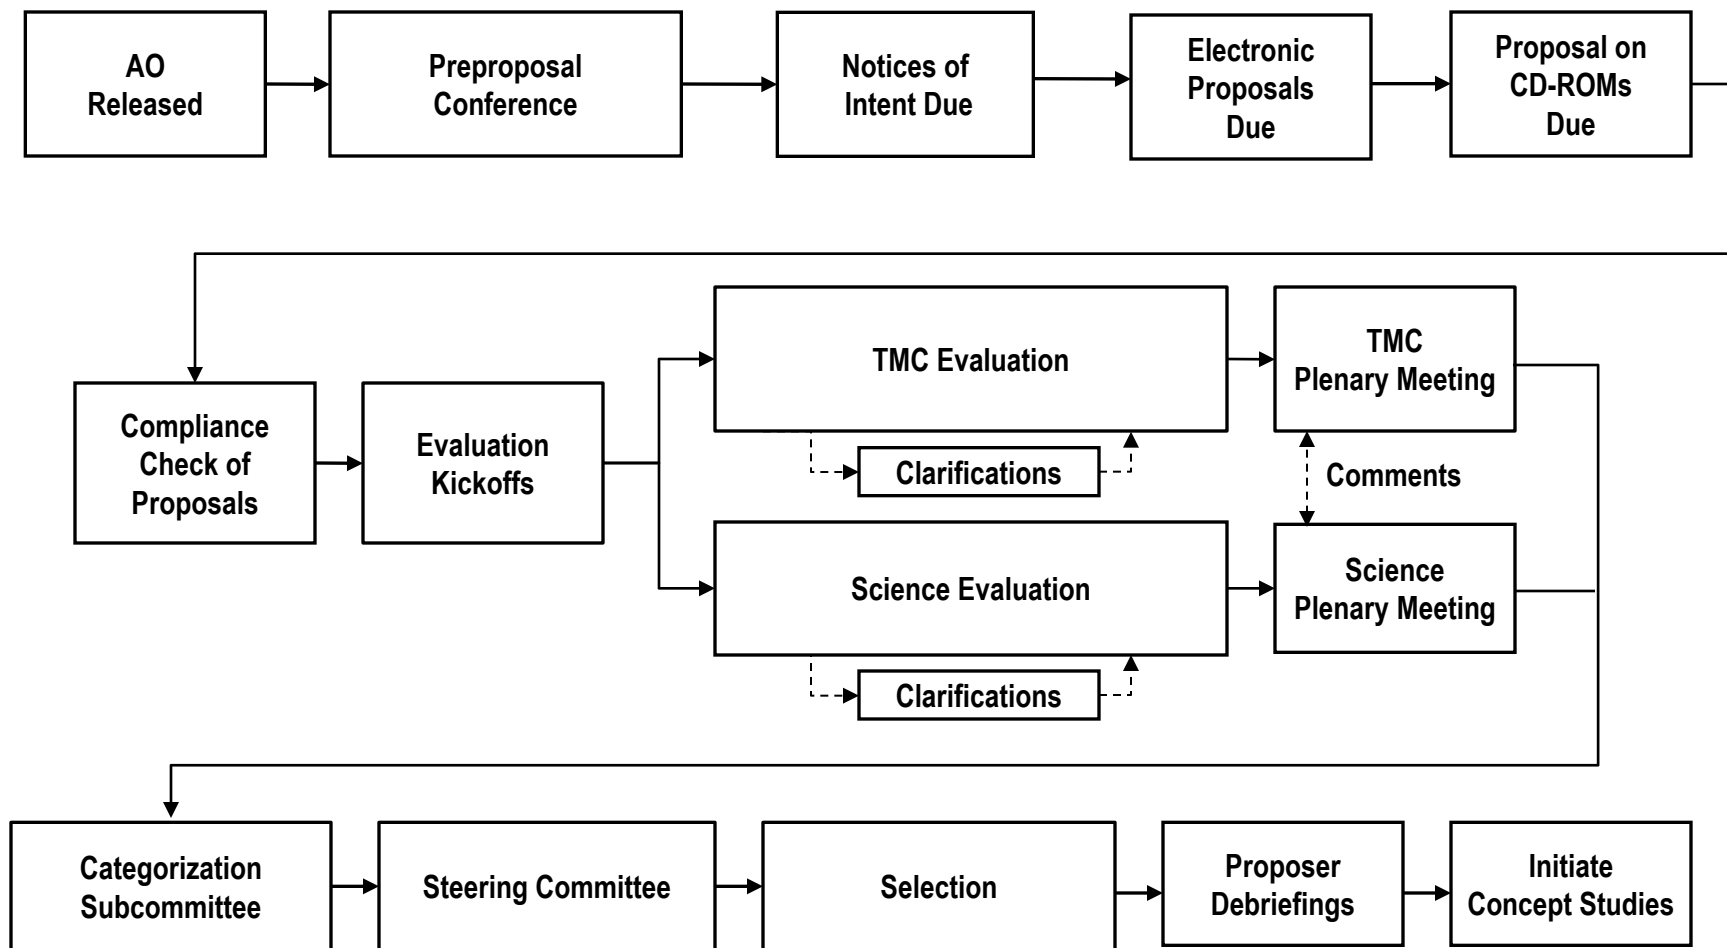 AO
Released
Preproposal
Conference
Notices of
Intent Due
Electronic
Proposals
Due
Proposal on
CD-ROMs
Due
Compliance
Check of
Proposals
Evaluation
Kickoffs
TMC Evaluation
Clarifications
TMC
Plenary Meeting
Comments
Science Evaluation
Clarifications
Science
Plenary Meeting
Categorization
Subcommittee
Steering Committee
Selection
Proposer
Debriefings
Initiate
Concept Studies